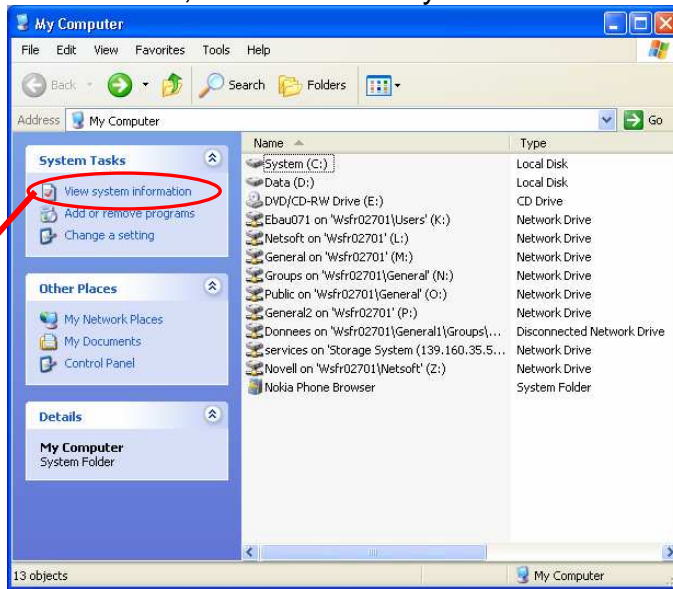 My Computer
File Edit View Favorites Tools Help
Back Search Folders
Address My Computer Go
System Tasks
View system information
Add or remove programs
Change a setting
Other Places
My Network Places
My Documents
Control Panel
Details
My Computer
System Folder
Name Type
System (C:) Local Disk
Data (D:) Local Disk
DVD/CD-RW Drive (E:) CD Drive
Ebau071 on 'Wsfr02701\Users' (K:) Network Drive
Netsoft on 'Wsfr02701' (L:) Network Drive
General on 'Wsfr02701' (M:) Network Drive
Groups on 'Wsfr02701\General' (N:) Network Drive
Public on 'Wsfr02701\General' (O:) Network Drive
General2 on 'Wsfr02701' (P:) Network Drive
Donnees on 'Wsfr02701\General1\Groups\... Disconnected Network Drive
services on 'Storage System (139.160.35.5... Network Drive
Novell on 'Wsfr02701\Netsoft' (Z:) Network Drive
Nokia Phone Browser System Folder
13 objects My Computer